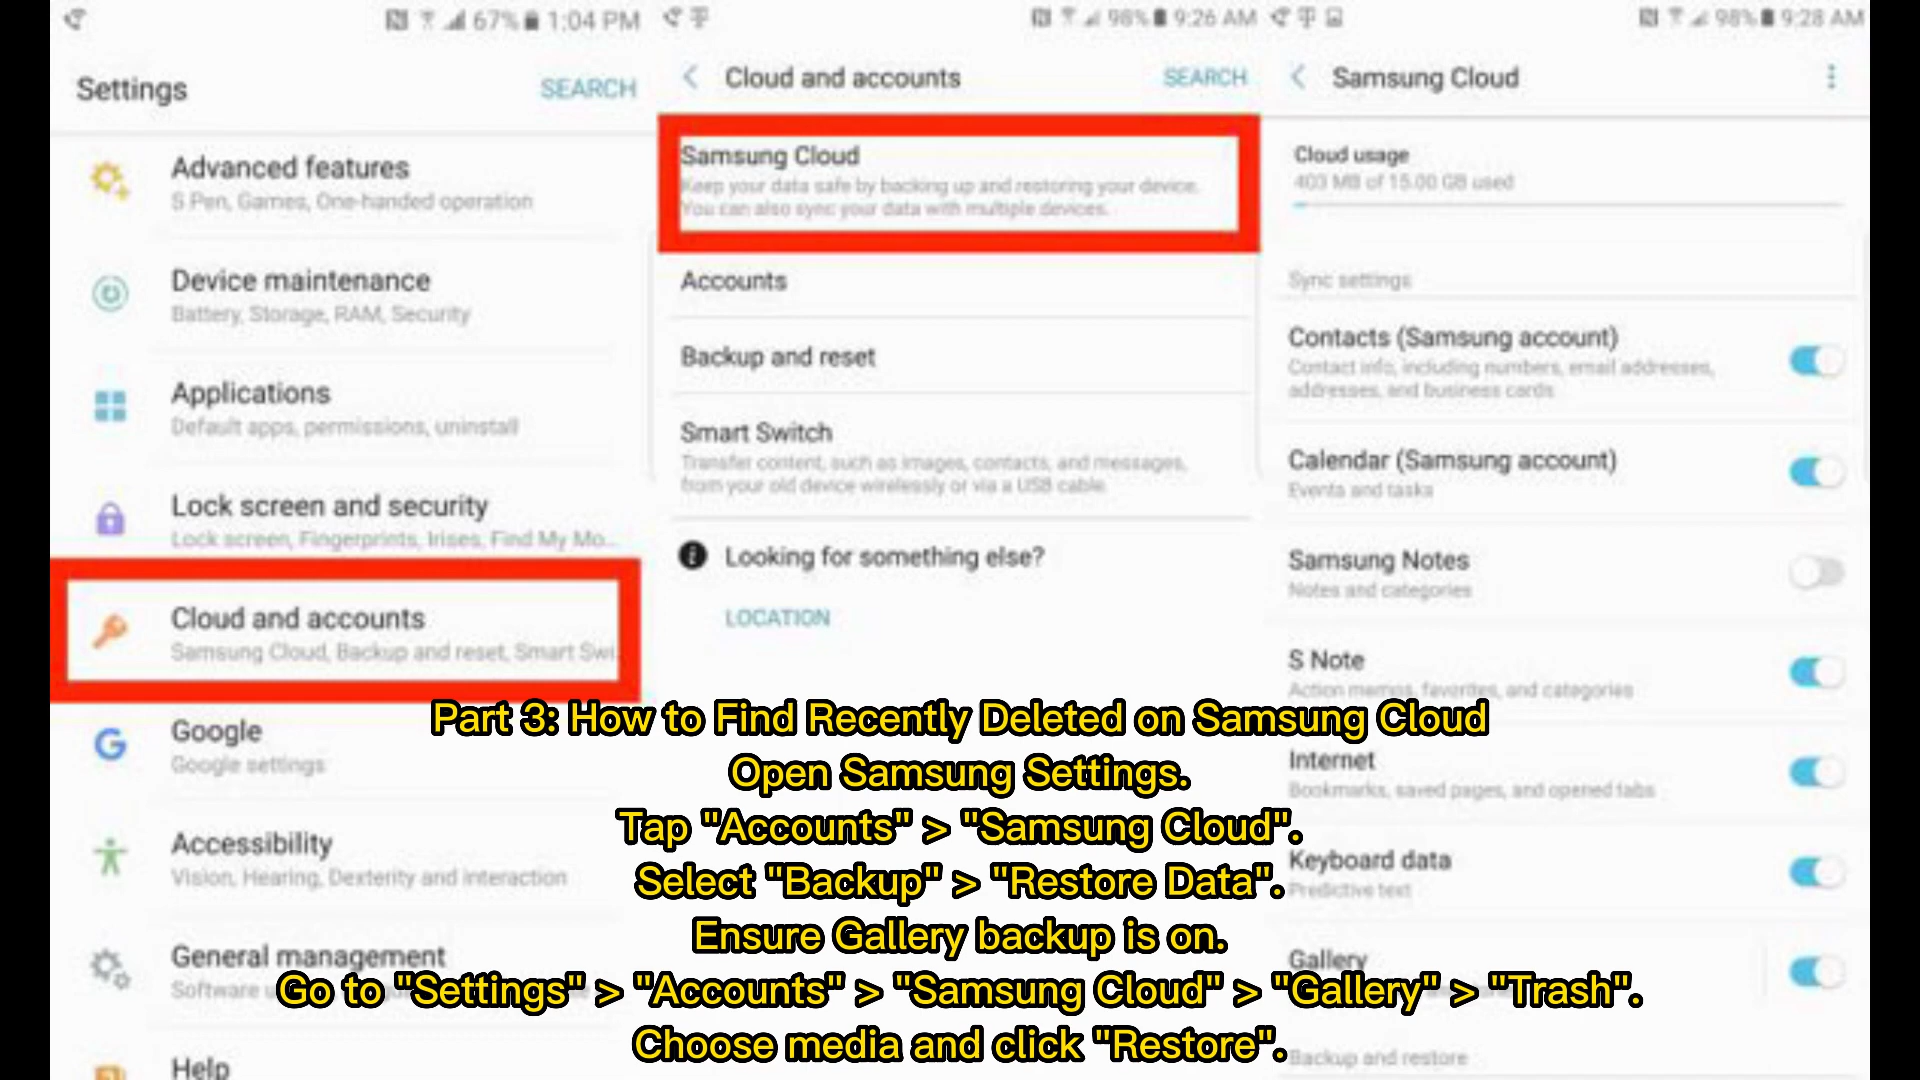 67% 1:04 PM
Settings
SEARCH
Advanced features
S Pen, Games, One-handed operation
Device maintenance
Battery, Storage, RAM, Security
Applications
Default apps, permissions, uninstall
Lock screen and security
Lock screen, Fingerprints, Irises, Find My Mo...
Cloud and accounts
Samsung Cloud, Backup and reset, Smart Swi
Google
Google settings
Accessibility
Vision, Hearing, Dexterity and interaction
General management
Software
Help
98% 9:26 AM
Cloud and accounts
SEARCH
Samsung Cloud
Keep your data safe by backing up and restoring your device.
You can also sync your data with multiple devices.
Accounts
Backup and reset
Smart Switch
Transfer content, such as images, contacts, and messages,
from your old device wirelessly or via a USB cable.
Looking for something else?
LOCATION
98% 9:28 AM
Samsung Cloud
Cloud usage
403 MB of 15.00 GB used
Sync settings
Contacts (Samsung account)
Contact info, including numbers, email addresses,
addresses, and business cards
Calendar (Samsung account)
Events and tasks
Samsung Notes
Notes and categories
S Note
Action memos, favorites, and categories
Internet
Bookmarks, saved pages, and opened tabs
Keyboard data
Predictive text
Gallery
Backup and restore
Part 3: How to Find Recently Deleted on Samsung Cloud
Open Samsung Settings.
Tap "Accounts" > "Samsung Cloud".
Select "Backup" > "Restore Data".
Ensure Gallery backup is on.
Go to "Settings" > "Accounts" > "Samsung Cloud" > "Gallery" > "Trash".
Choose media and click "Restore".